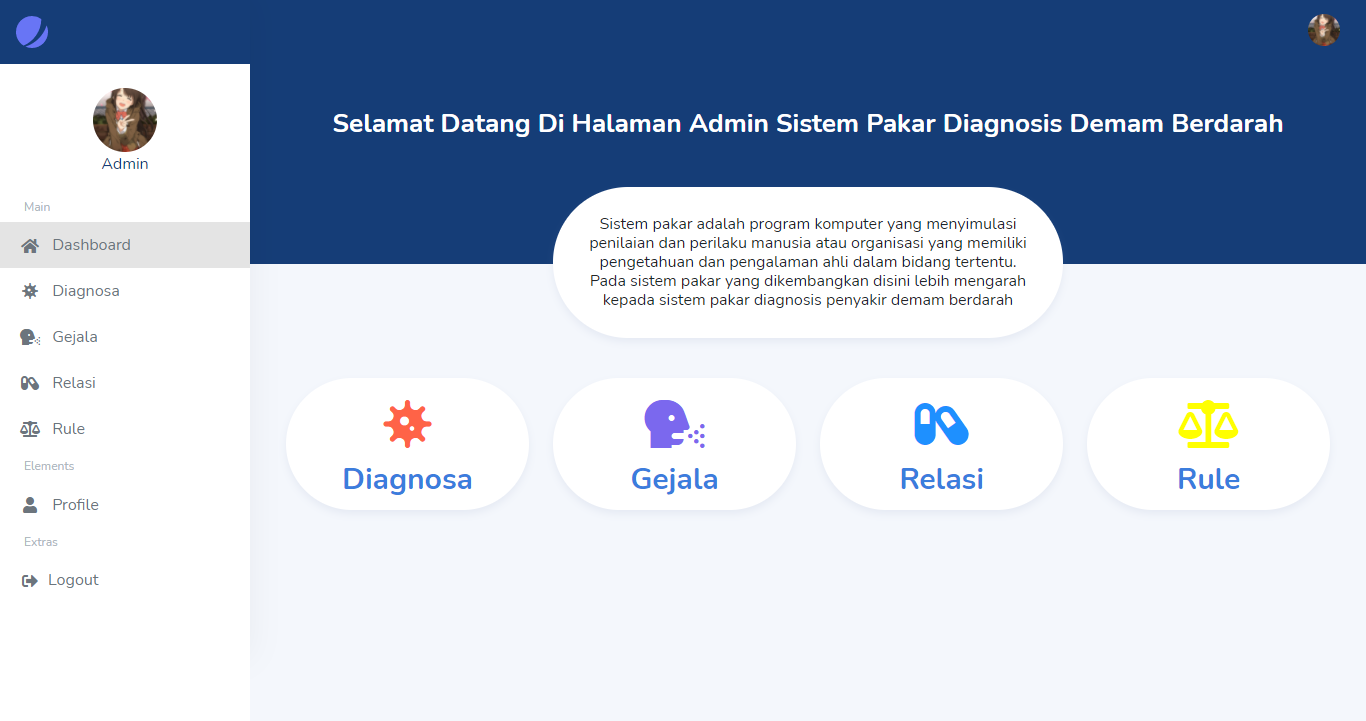 Selamat Datang Di Halaman Admin Sistem Pakar Diagnosis Demam Berdarah
Admin
Main
Dashboard
Diagnosa
Gejala
Relasi
Rule
Elements
Profile
Extras
Logout
Sistem pakar adalah program komputer yang menyimulasi
penilaian dan perilaku manusia atau organisasi yang memiliki
pengetahuan dan pengalaman ahli dalam bidang tertentu.
Pada sistem pakar yang dikembangkan disini lebih mengarah
kepada sistem pakar diagnosis penyakir demam berdarah
Diagnosa
Gejala
Relasi
Rule